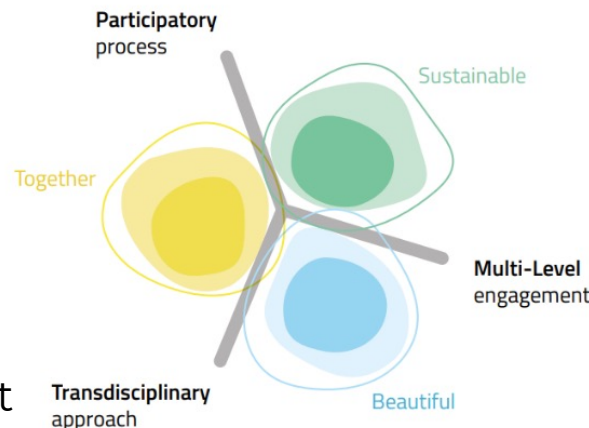 Participatory
process
Sustainable
Together
Multi-Level
engagement
Transdisciplinary
approach
Beautiful